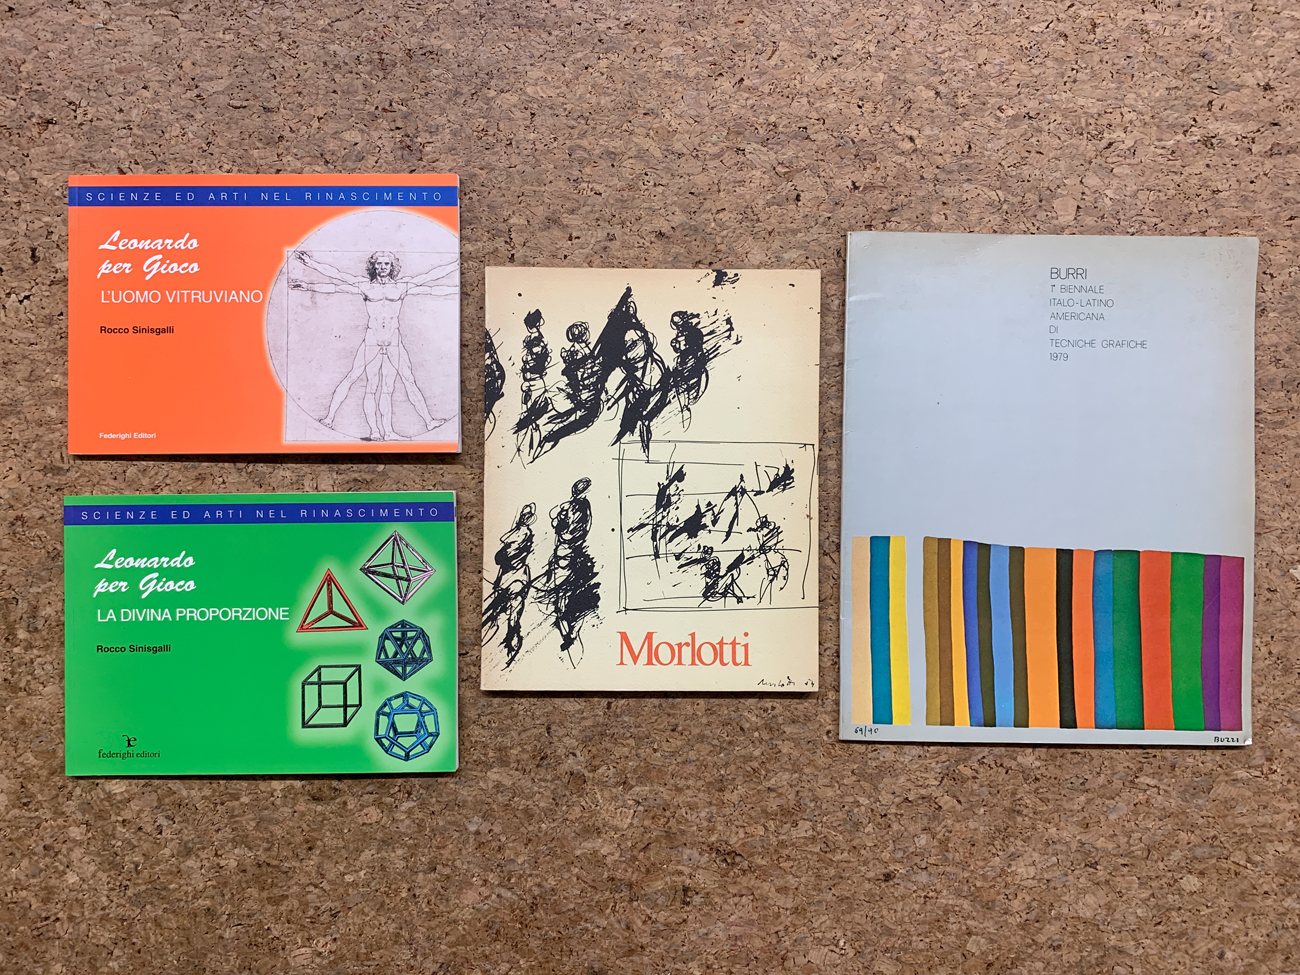 SCIENZE ED ARTI NEL RINASCIMENTO
Leonardo
per Gioco
L'UOMO VITRUVIANO
Rocco Sinisgalli
Federighi Editori
SCIENZE ED ARTI NEL RINASCIMENTO
Leonardo
per Gioco
LA DIVINA PROPORZIONE
Rocco Sinisgalli
federighi editori
Morlotti
BURRI
1ª BIENNALE
ITALO-LATINO
AMERICANA
DI
TECNICHE GRAFICHE
1979
69/90
BUZZI